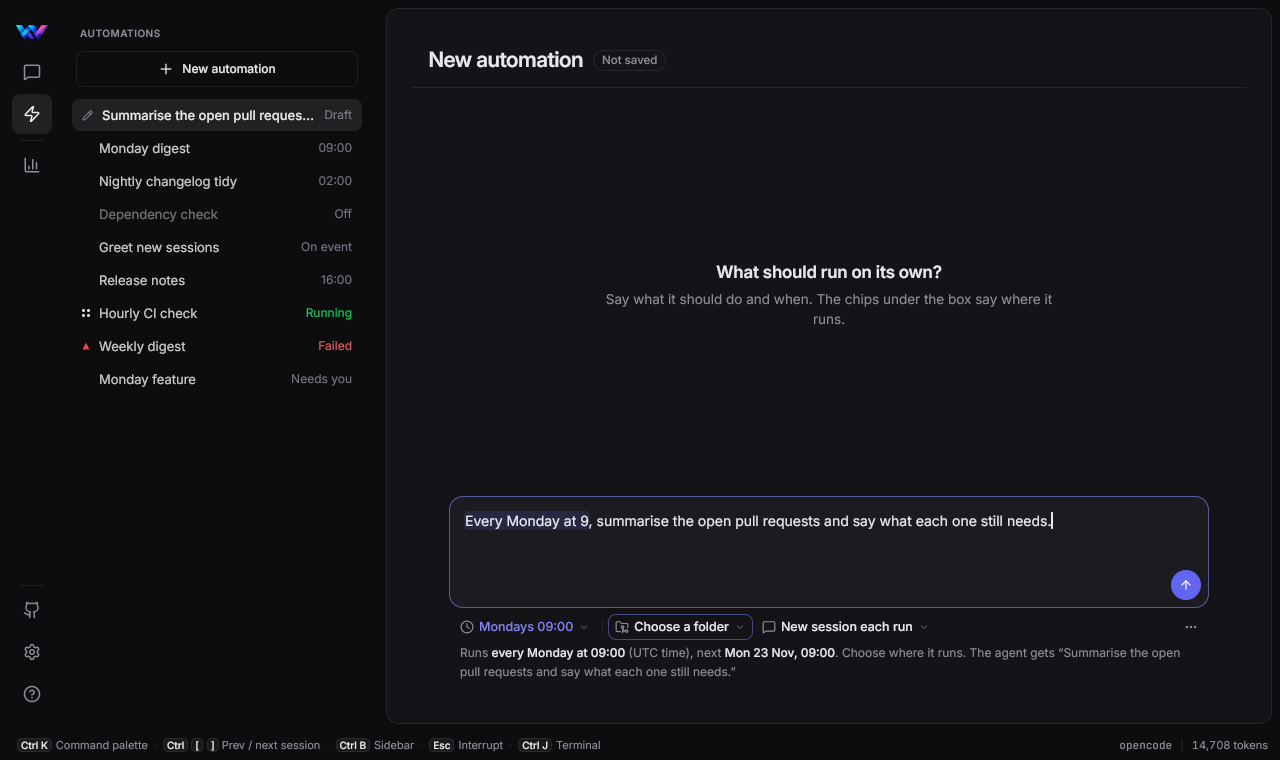 AUTOMATIONS
New automation
Summarise the open pull reques... Draft
Monday digest 09:00
Nightly changelog tidy 02:00
Dependency check Off
Greet new sessions On event
Release notes 16:00
Hourly CI check Running
Weekly digest Failed
Monday feature Needs you
New automation Not saved
What should run on its own?
Say what it should do and when. The chips under the box say where it
runs.
Every Monday at 9, summarise the open pull requests and say what each one still needs.
Mondays 09:00 Choose a folder New session each run
Runs every Monday at 09:00 (UTC time), next Mon 23 Nov, 09:00. Choose where it runs. The agent gets “Summarise the open
pull requests and say what each one still needs.”
Ctrl K Command palette · Ctrl [ ] Prev / next session · Ctrl B Sidebar · Esc Interrupt · Ctrl J Terminal opencode 14,708 tokens